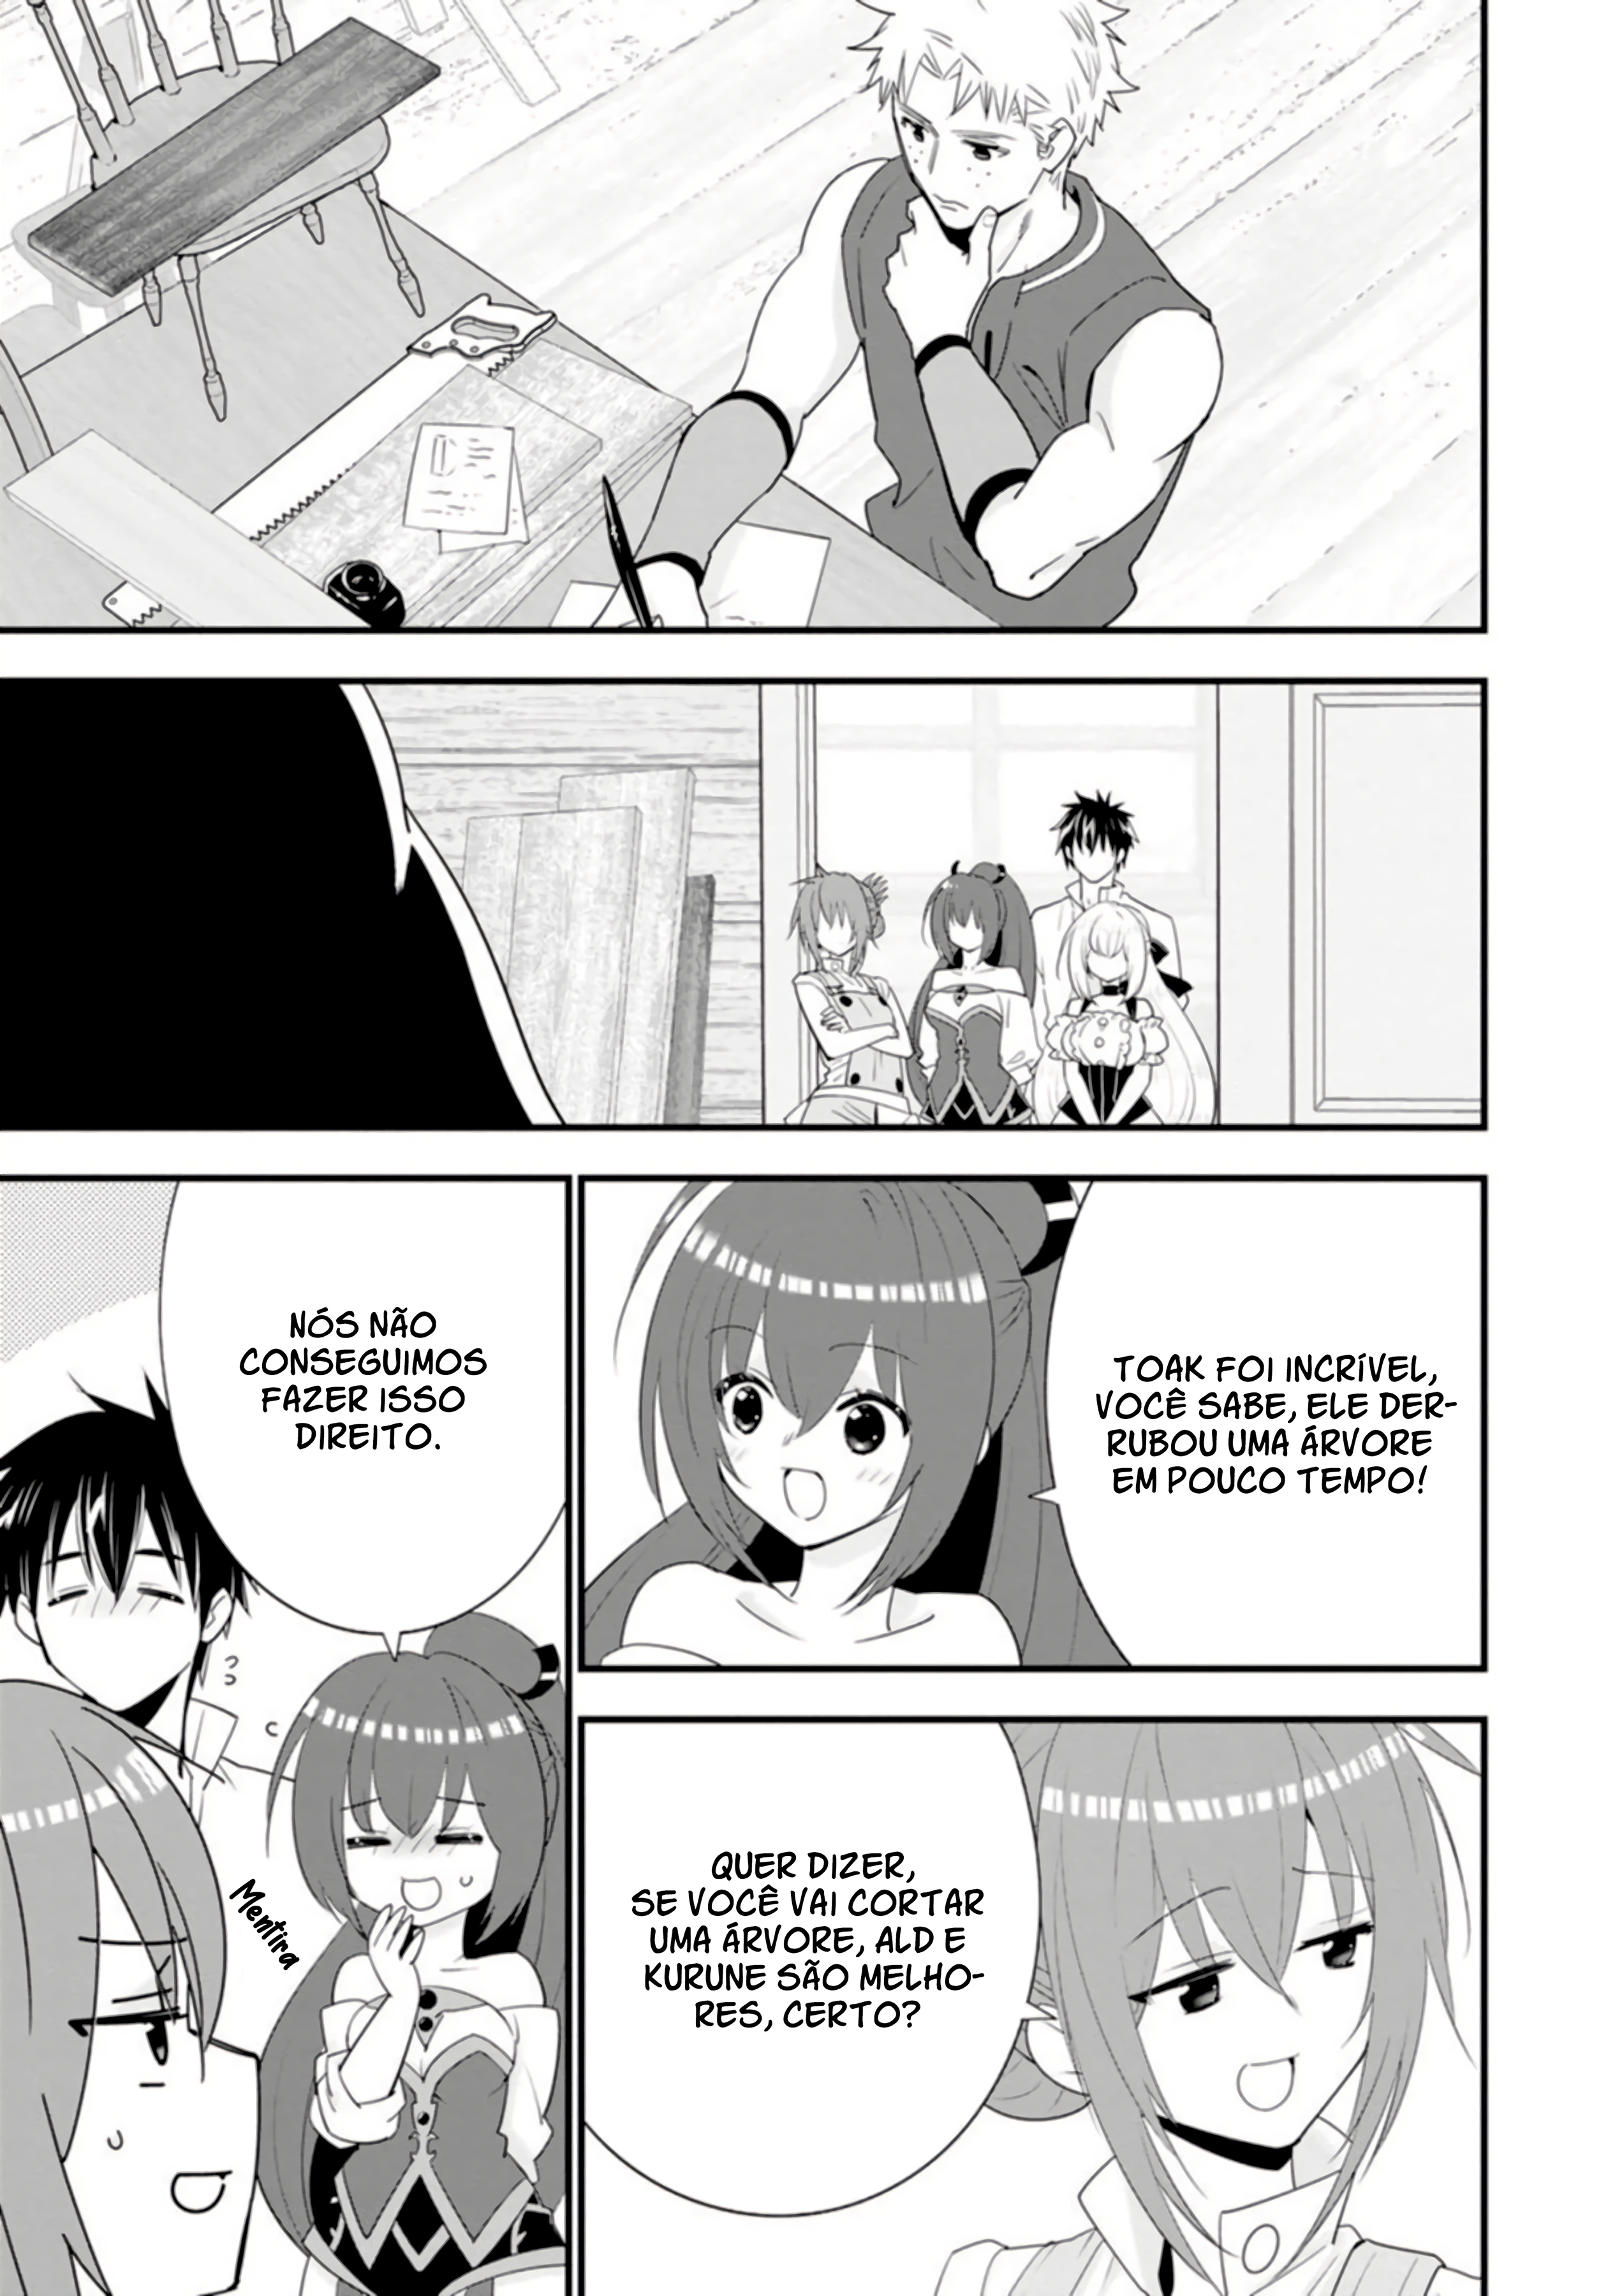 TOAK FOI INCRÍVEL,
VOCÊ SABE, ELE DER-
RUBOU UMA ÁRVORE
EM POUCO TEMPO!
QUER DIZER,
SE VOCÊ VAI CORTAR
UMA ÁRVORE, ALD E
KURUNE SÃO MELHO-
RES, CERTO?
NÓS NÃO
CONSEGUIMOS
FAZER ISSO
DIREITO.
Mentira